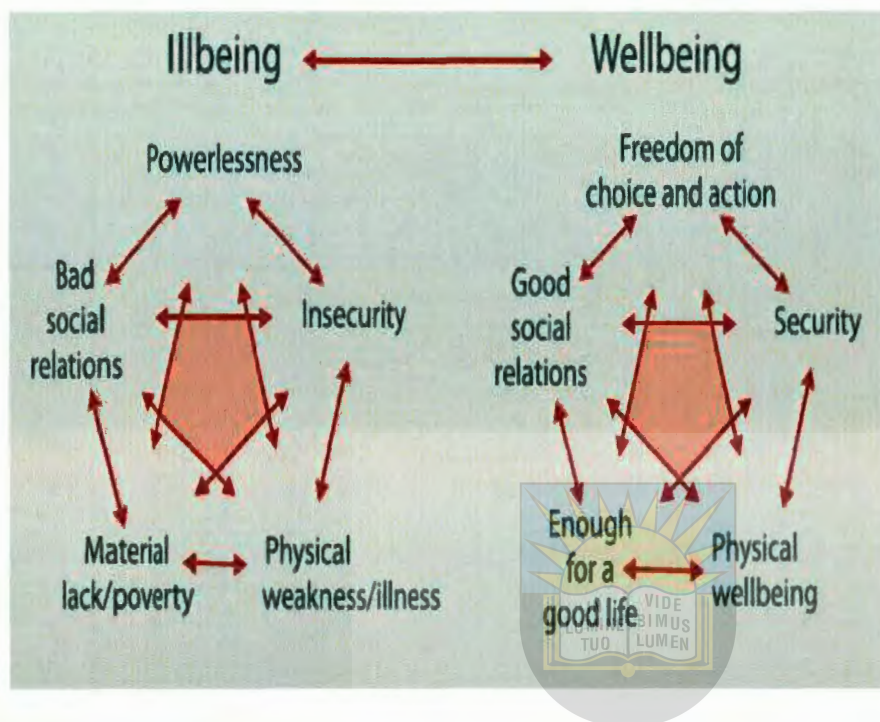 Illbeing
Wellbeing
Powerlessness
Freedom of
choice and action
Bad
social
relations
Insecurity
Good
social
relations
Security
Material
lack/poverty
Physical
weakness/illness
Enough
for a
good life
Physical
wellbeing
VIDE
BIMUS
TUO
LUMEN